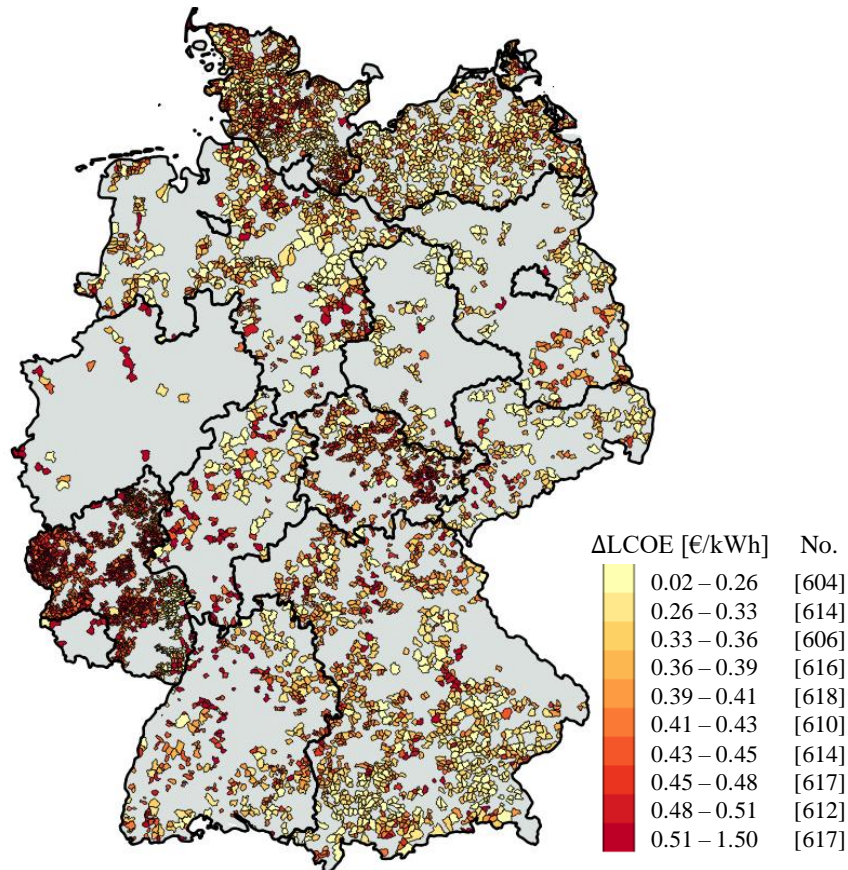 ΔLCOE [€/kWh] No.
0.02 – 0.26 [604]
0.26 – 0.33 [614]
0.33 – 0.36 [606]
0.36 – 0.39 [616]
0.39 – 0.41 [618]
0.41 – 0.43 [610]
0.43 – 0.45 [614]
0.45 – 0.48 [617]
0.48 – 0.51 [612]
0.51 – 1.50 [617]